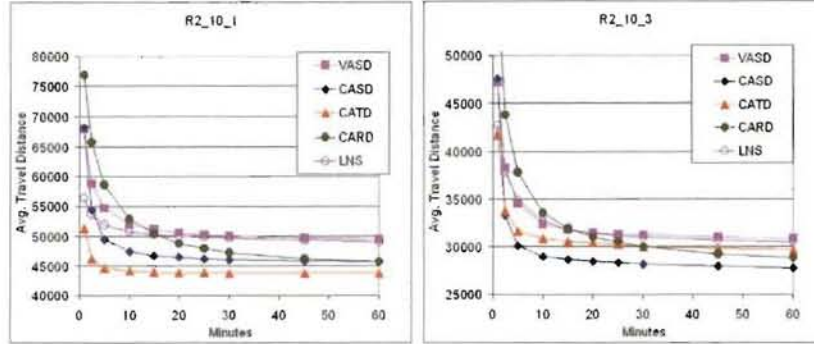 R2_10_1
Avg. Travel Distance
80000
75000
70000
65000
60000
55000
50000
45000
40000
0 10 20 30 40 50 60
Minutes
VASD
CASD
CATD
CARD
LNS
R2_10_3
Avg. Travel Distance
50000
45000
40000
35000
30000
25000
0 10 20 30 40 50 60
Minutes
VASD
CASD
CATD
CARD
LNS